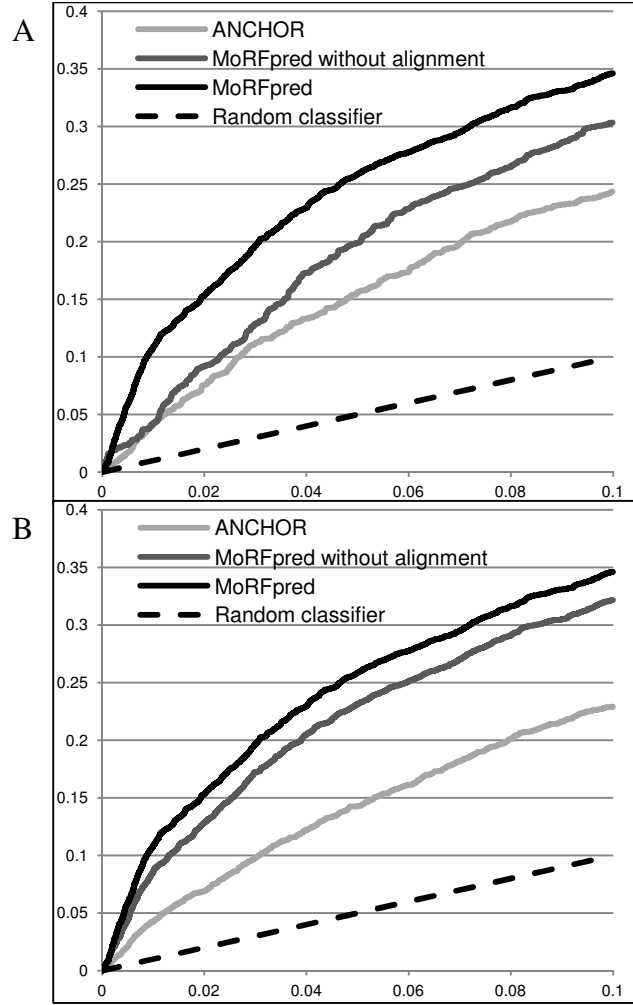 A
0.4
0.35
0.3
0.25
0.2
0.15
0.1
0.05
0
ANCHOR
MoRFpred without alignment
MoRFpred
Random classifier
0 0.02 0.04 0.06 0.08 0.1
B
0.4
0.35
0.3
0.25
0.2
0.15
0.1
0.05
0
ANCHOR
MoRFpred without alignment
MoRFpred
Random classifier
0 0.02 0.04 0.06 0.08 0.1